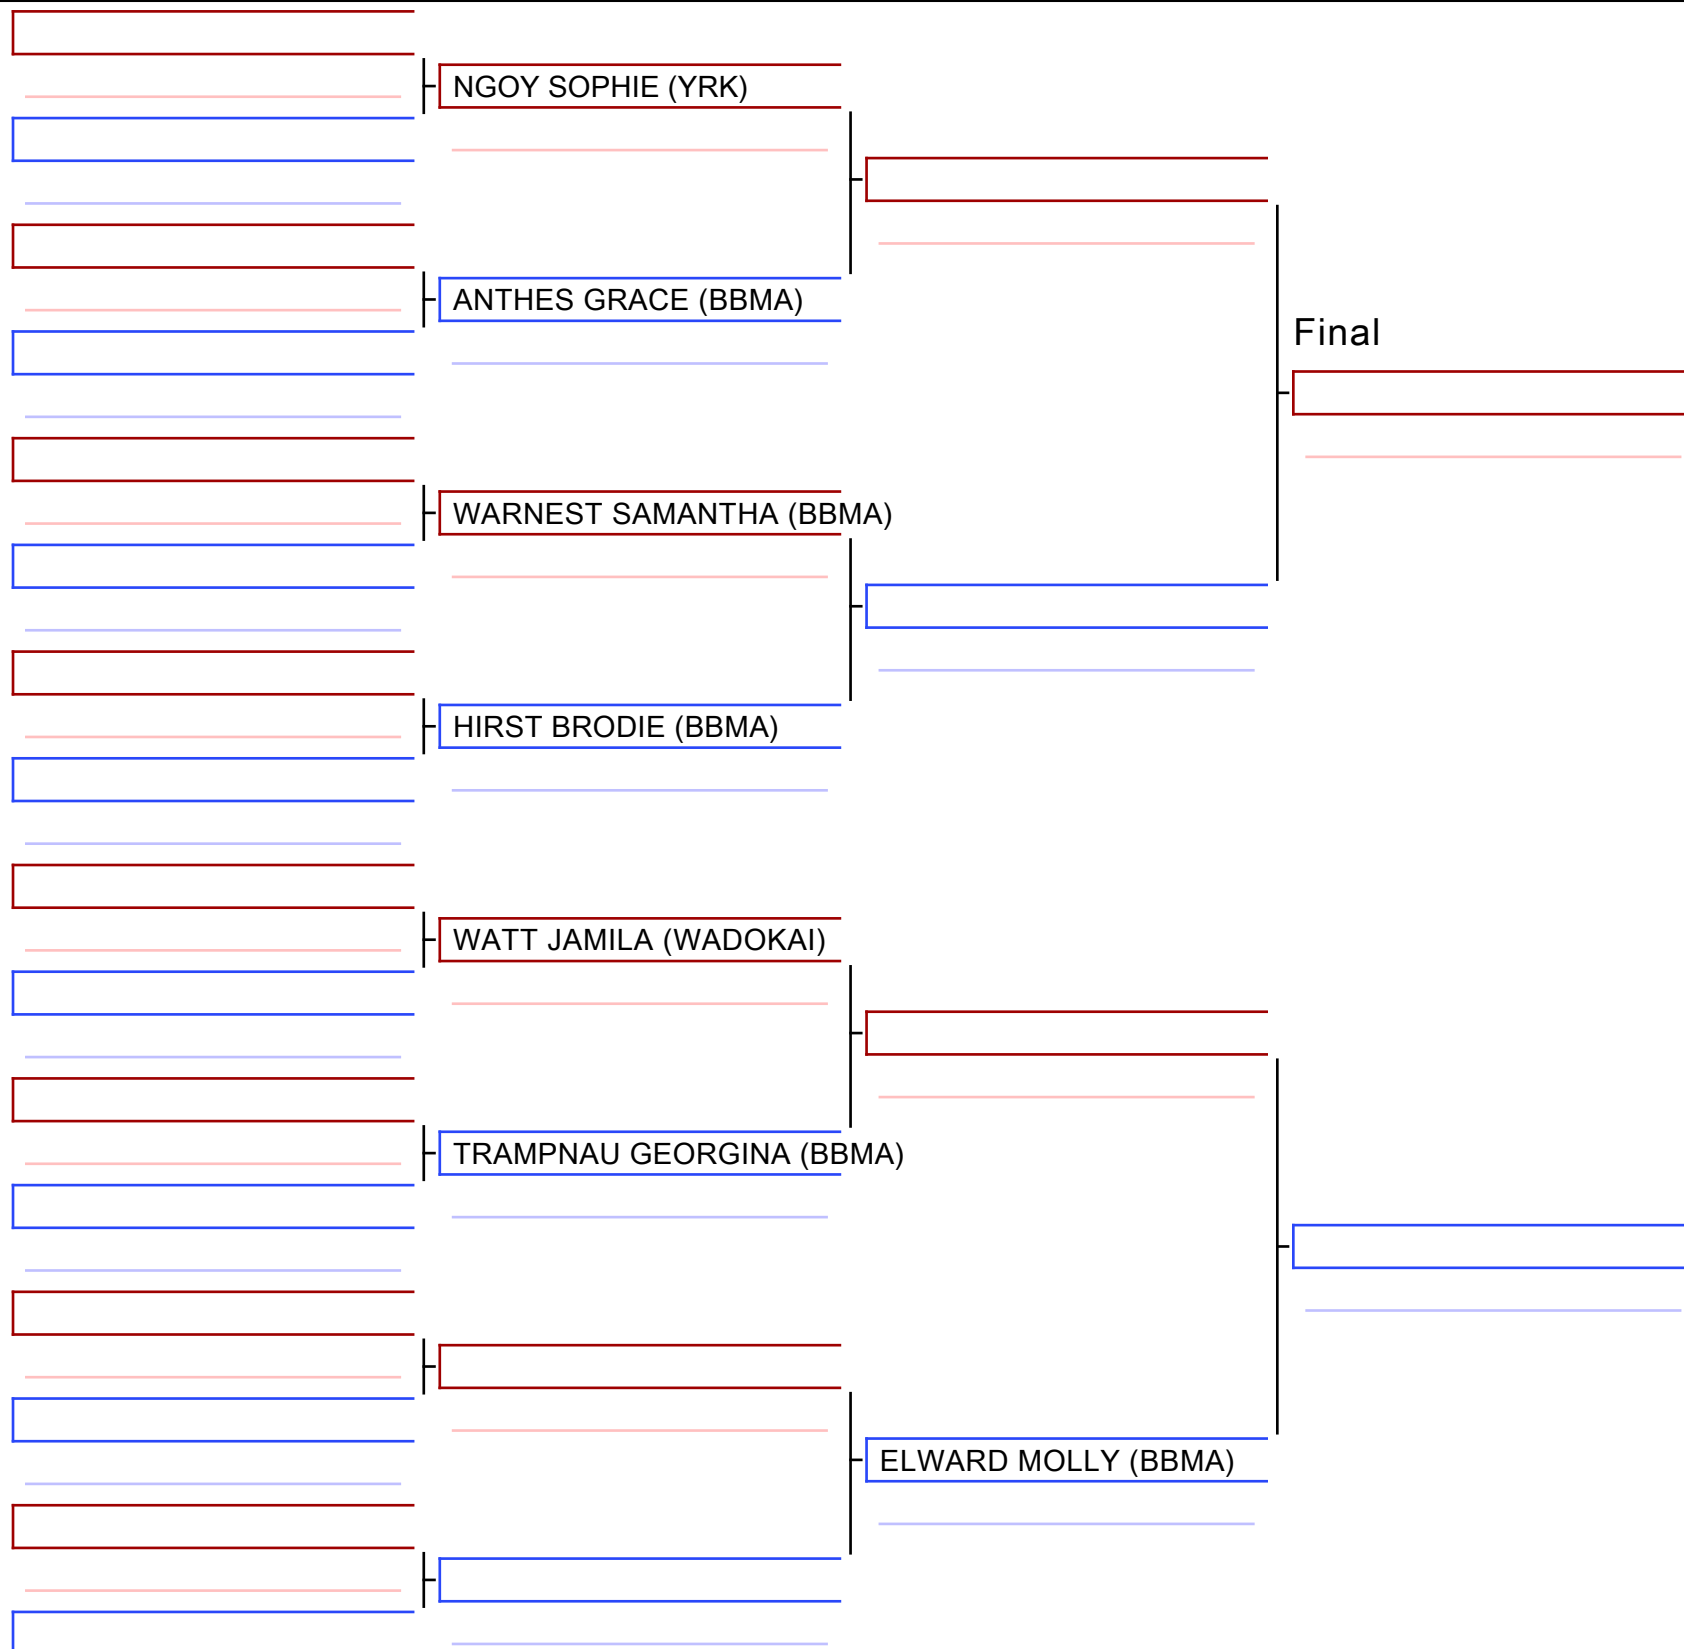 NGOY SOPHIE (YRK)
ANTHES GRACE (BBMA)
Final
WARNEST SAMANTHA (BBMA)
HIRST BRODIE (BBMA)
WATT JAMILA (WADOKAI)
TRAMPNAU GEORGINA (BBMA)
ELWARD MOLLY (BBMA)